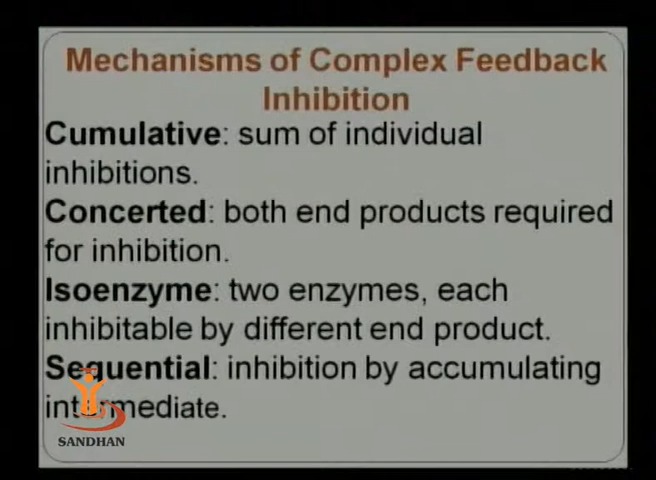 Mechanisms of Complex Feedback
Inhibition
Cumulative: sum of individual
inhibitions.
Concerted: both end products required
for inhibition.
Isoenzyme: two enzymes, each
inhibitable by different end product.
Sequential: inhibition by accumulating
intermediate.
SANDHAN